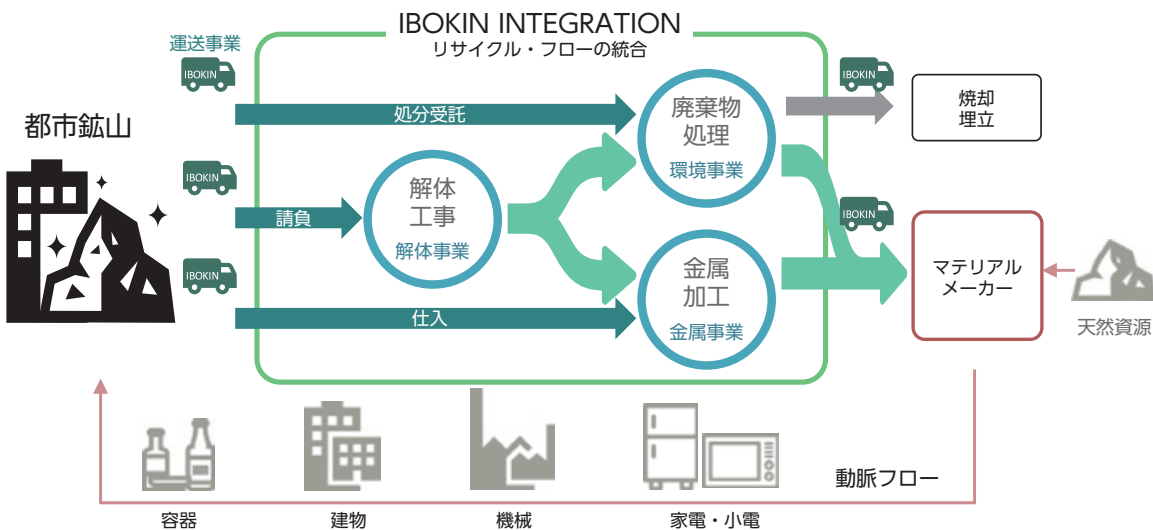 IBOKIN INTEGRATION
リサイクル・フローの統合
運送事業
IBOKIN
IBOKIN
IBOKIN
IBOKIN
IBOKIN
都市鉱山
処分受託
請負
仕入
解体
工事
解体事業
廃棄物
処理
環境事業
金属
加工
金属事業
焼却
埋立
マテリアル
メーカー
天然資源
動脈フロー
容器
建物
機械
家電・小電